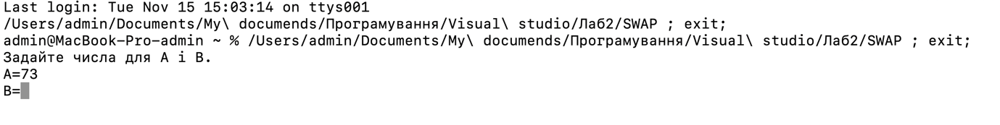 Last login: Tue Nov 15 15:03:14 on ttys001
/Users/admin/Documents/My\ documends/Програмування/Visual\ studio/Лаб2/SWAP ; exit;
admin@MacBook-Pro-admin ~ % /Users/admin/Documents/My\ documends/Програмування/Visual\ studio/Лаб2/SWAP ; exit;
Задайте числа для А і В.
A=73
B=